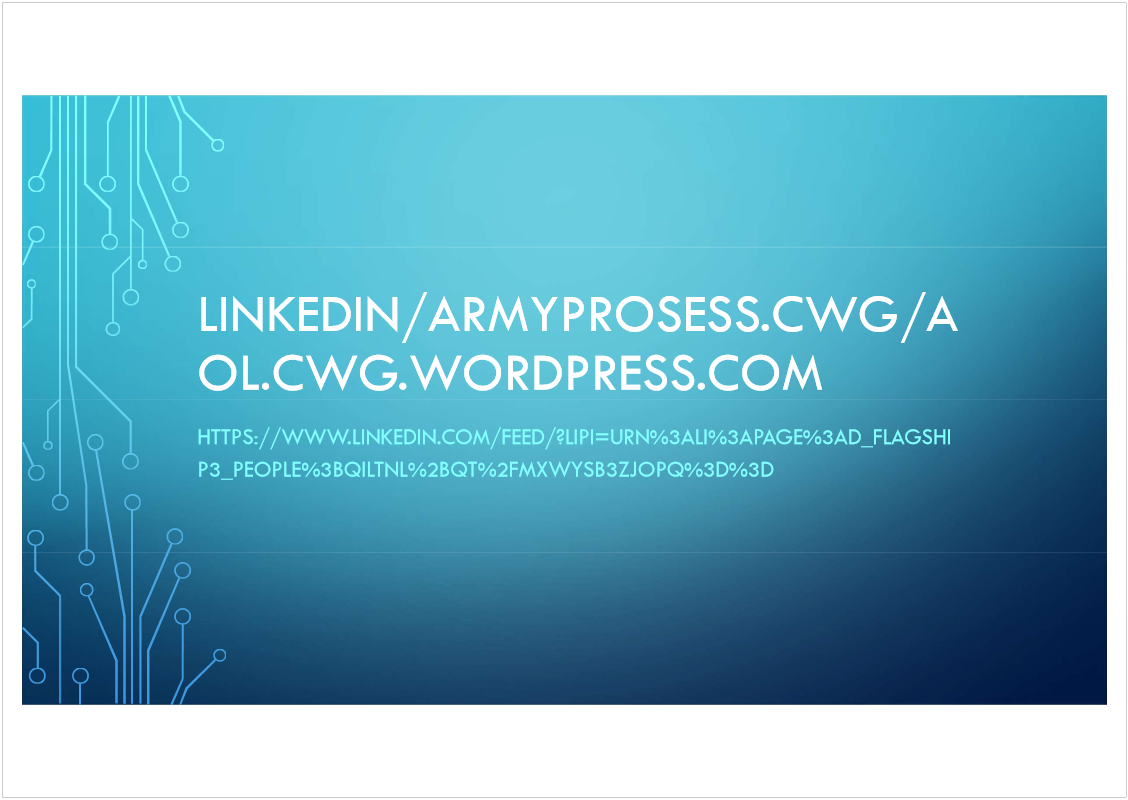 LINKEDIN/ARMYPROSESS.CWG/A
OL.CWG.WORDPRESS.COM
HTTPS://WWW.LINKEDIN.COM/FEED/?LIPI=URN%3ALI%3APAGE%3AD_FLAGSHI
P3_PEOPLE%3BQILTNL%2BQT%2FMXWYSB3ZJOPQ%3D%3D